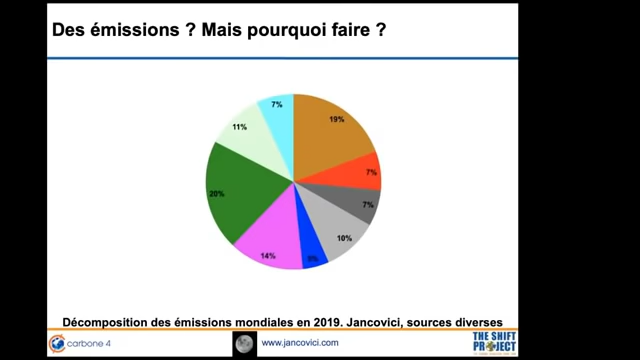 Des émissions ? Mais pourquoi faire ?
7%
19%
11%
7%
20%
7%
10%
14%
5%
Décomposition des émissions mondiales en 2019. Jancovici, sources diverses
carbone 4
www.jancovici.com
THE SHIFT
PROJECT